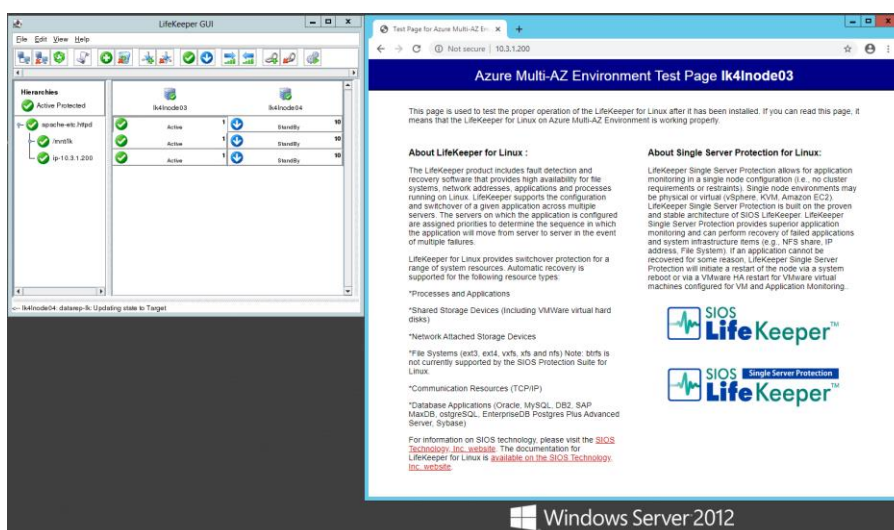 LifeKeeper GUI
File Edit View Help
Hierarchies
Active Protected
lk4lnode03
lk4lnode04
apache-etc.httpd
Active 1
StandBy 10
/mnt/lk
Active 1
StandBy 10
ip-10.3.1.200
Active 1
StandBy 10
<-- lk4lnode04: datarep-lk: Updating state to Target
Test Page for Azure Multi-AZ En
Not secure | 10.3.1.200
Azure Multi-AZ Environment Test Page lk4lnode03
This page is used to test the proper operation of the LifeKeeper for Linux after it has been installed. If you can read this page, it
means that the LifeKeeper for Linux on Azure Multi-AZ Environment is working properly.
About LifeKeeper for Linux :
The LifeKeeper product includes fault detection and
recovery software that provides high availability for file
systems, network addresses, applications and processes
running on Linux. LifeKeeper supports the configuration
and switchover of a given application across multiple
servers. The servers on which the application is configured
are assigned priorities to determine the sequence in which
the application will move from server to server in the event
of multiple failures.
LifeKeeper for Linux provides switchover protection for a
range of system resources. Automatic recovery is
supported for the following resource types:
*Processes and Applications
*Shared Storage Devices (Including VMWare virtual hard
disks)
*Network Attached Storage Devices
*File Systems (ext3, ext4, vxfs, xfs and nfs) Note: btrfs is
not currently supported by the SIOS Protection Suite for
Linux.
*Communication Resources (TCP/IP)
*Database Applications (Oracle, MySQL, DB2, SAP
MaxDB, ostgreSQL, EnterpriseDB Postgres Plus Advanced
Server, Sybase)
For information on SIOS technology, please visit the SIOS
Technology, Inc. website. The documentation for
LifeKeeper for Linux is available on the SIOS Technology,
Inc. website.
About Single Server Protection for Linux:
LifeKeeper Single Server Protection allows for application
monitoring in a single node configuration (i.e., no cluster
requirements or restraints). Single node environments may
be physical or virtual (vSphere, KVM, Amazon EC2).
LifeKeeper Single Server Protection is built on the proven
and stable architecture of SIOS LifeKeeper. LifeKeeper
Single Server Protection provides superior application
monitoring and can perform recovery of failed applications
and system infrastructure items (e.g., NFS share, IP
address, File System). If an application cannot be
recovered for some reason, LifeKeeper Single Server
Protection will initiate a restart of the node via a system
reboot or via a VMware HA restart for VMware virtual
machines configured for VM and Application Monitoring.
SIOS
LifeKeeper™
SIOS Single Server Protection
LifeKeeper™
Windows Server 2012